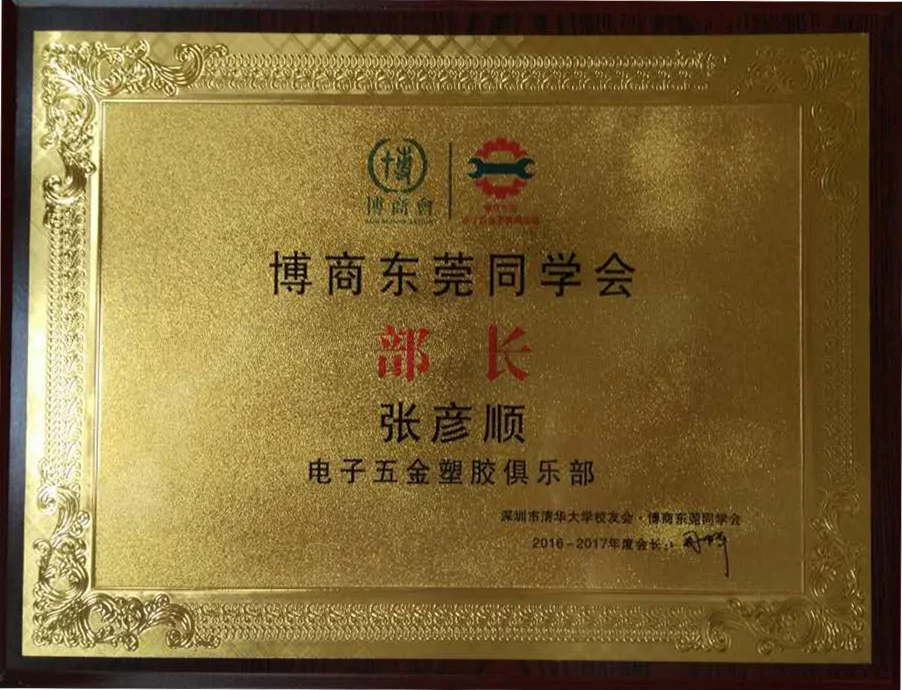 博
博商會
博商东莞同学会
部长
张彦顺
电子五金塑胶俱乐部
深圳市清华大学校友会·博商东莞同学会
2016-2017年度会长: